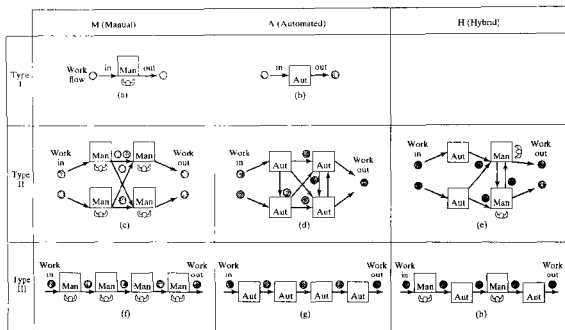 M (Manual)
A (Automated)
H (Hybrid)
Type
I
Work
flow
in
Man
out
(a)
in
Aut
out
(b)
Type
II
Work
in
Man
Man
Work
out
Man
Man
(c)
Work
in
Aut
Aut
Work
out
Aut
Aut
(d)
Work
in
Aut
Man
Work
out
Aut
Man
(e)
Type
III
Work
in
Man
Man
Man
Man
Work
out
(f)
Work
in
Aut
Aut
Aut
Aut
Work
out
(g)
Work
in
Man
Aut
Man
Aut
Work
out
(h)